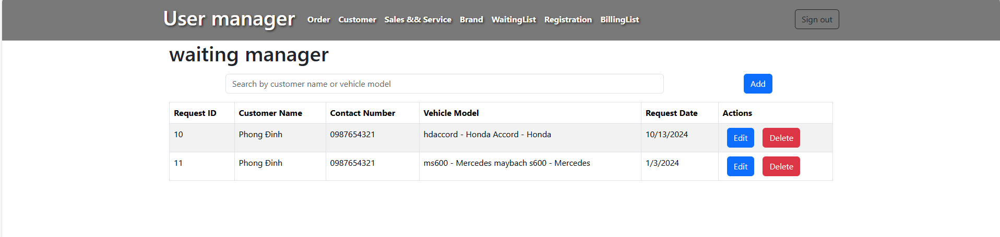 User manager Order Customer Sales && Service Brand WaitingList Registration BillingList Sign out
waiting manager
Search by customer name or vehicle model Add
Request ID Customer Name Contact Number Vehicle Model Request Date Actions
10 Phong Đinh 0987654321 hdaccord - Honda Accord - Honda 10/13/2024 Edit Delete
11 Phong Đinh 0987654321 ms600 - Mercedes maybach s600 - Mercedes 1/3/2024 Edit Delete